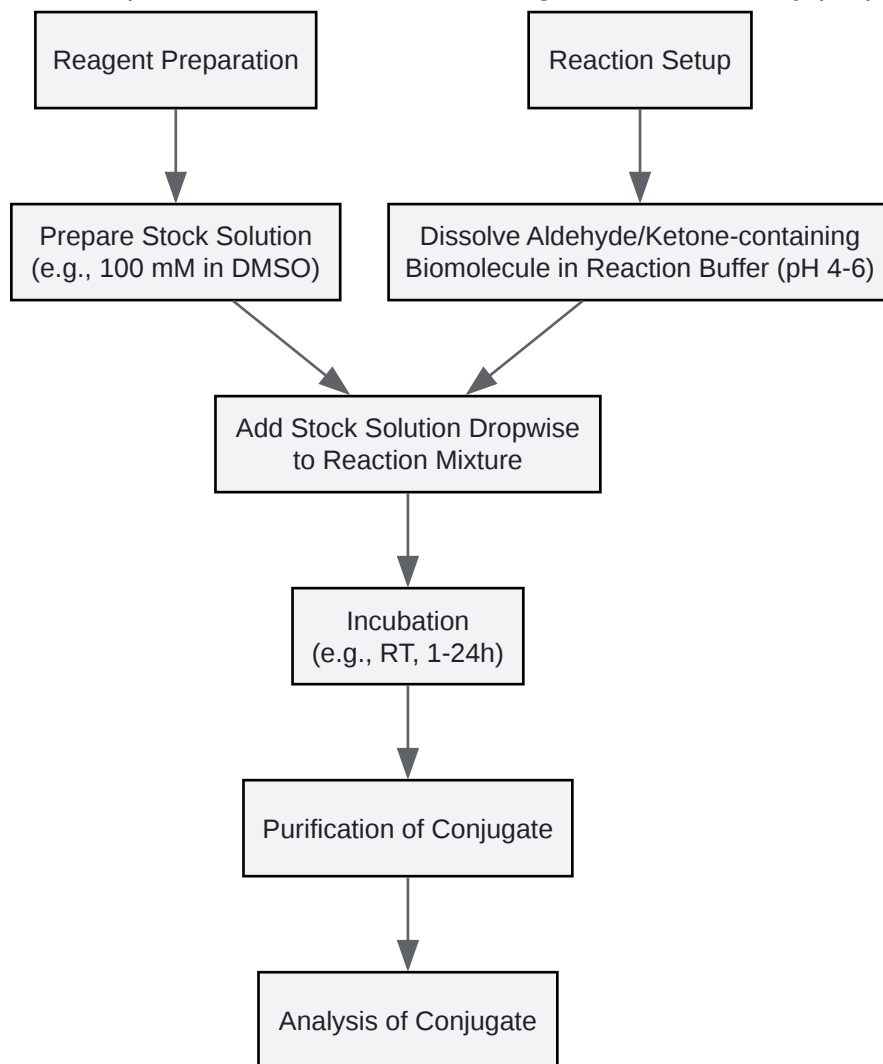 Reagent Preparation
Reaction Setup
Prepare Stock Solution
(e.g., 100 mM in DMSO)
Dissolve Aldehyde/Ketone-containing
Biomolecule in Reaction Buffer (pH 4-6)
Add Stock Solution Dropwise
to Reaction Mixture
Incubation
(e.g., RT, 1-24h)
Purification of Conjugate
Analysis of Conjugate